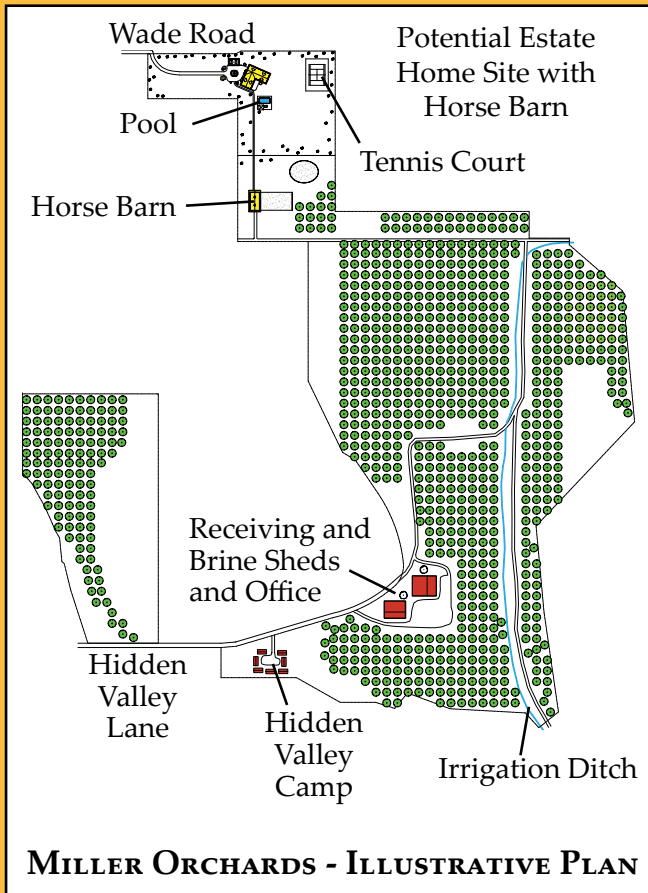 Wade Road
Potential Estate
Home Site with
Horse Barn
Pool
Tennis Court
Horse Barn
Receiving and
Brine Sheds
and Office
Hidden
Valley
Lane
Hidden
Valley
Camp
Irrigation Ditch
Miller Orchards - Illustrative Plan